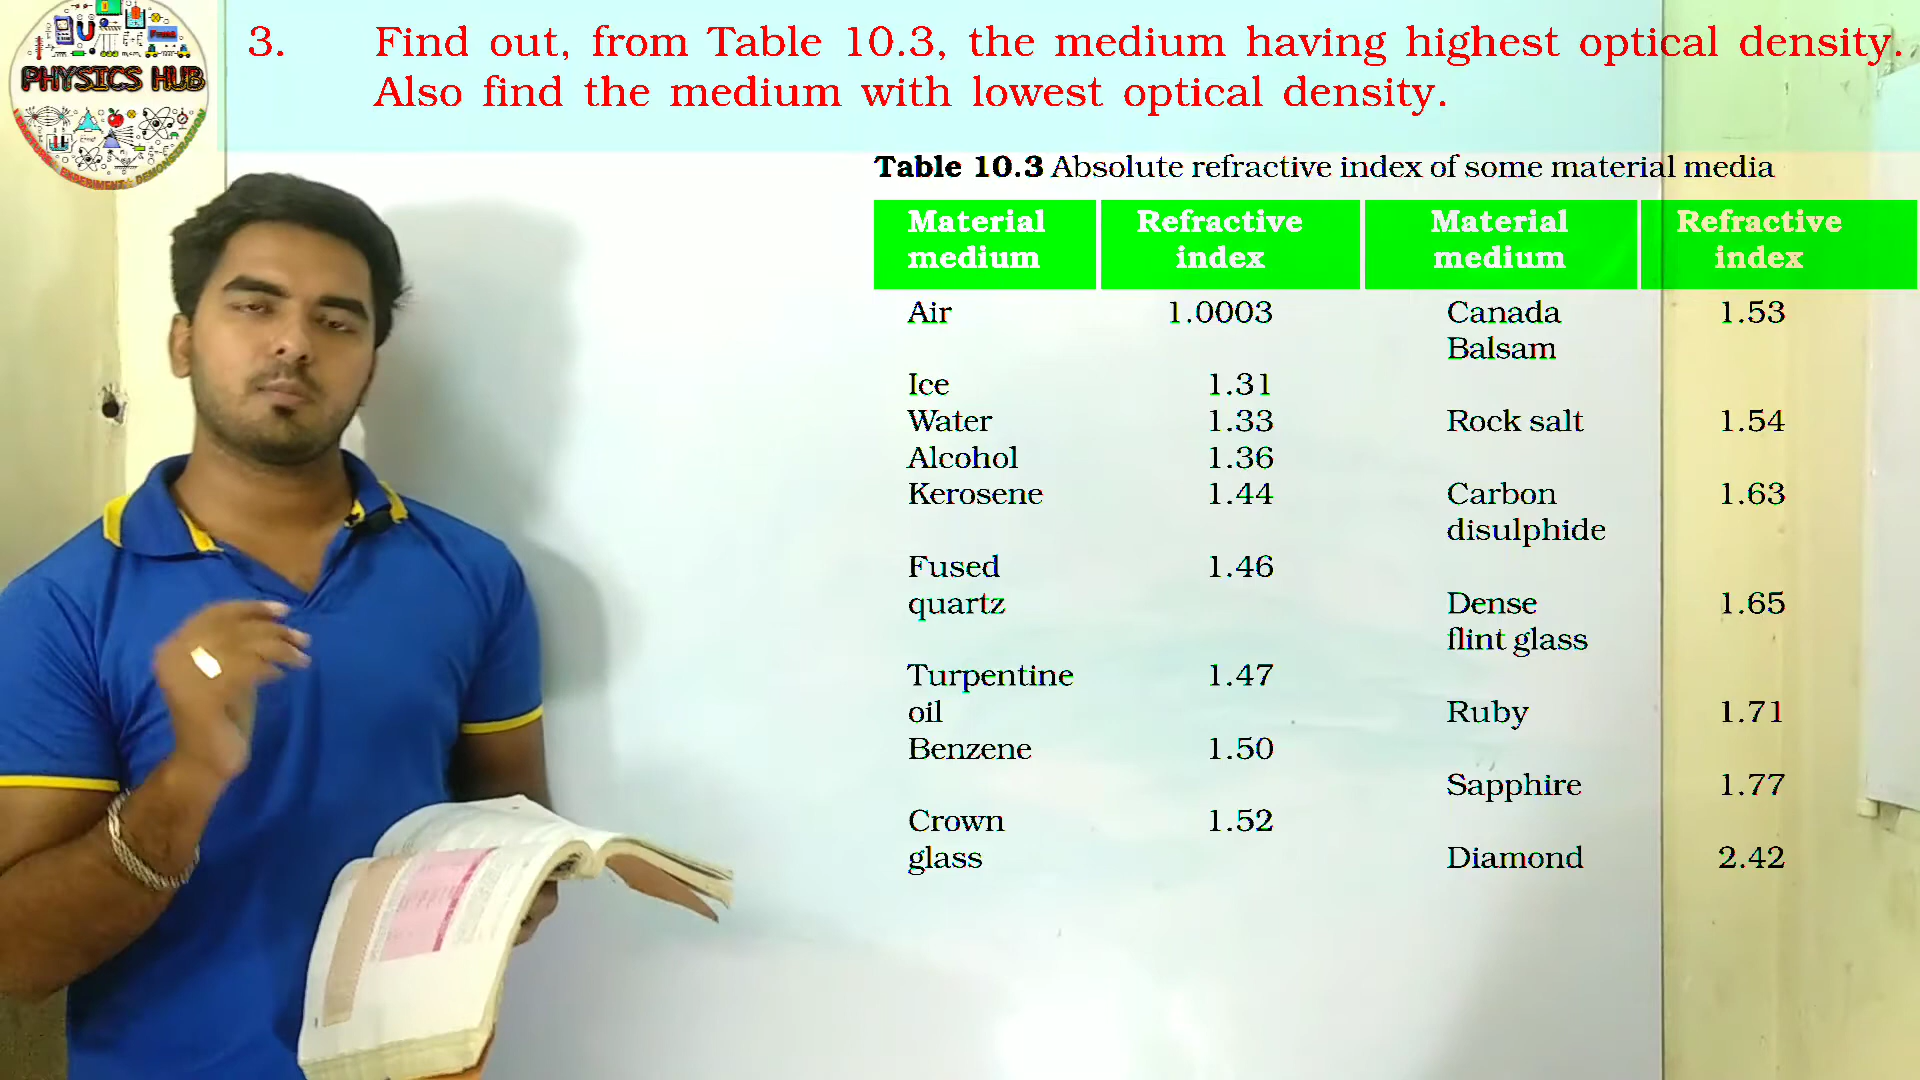 PHYSICS HUB
EXPERIMENT
DEMONSTRATION
3. Find out, from Table 10.3, the medium having highest optical density.
Also find the medium with lowest optical density.
Table 10.3 Absolute refractive index of some material media
Material medium Refractive index Material medium Refractive index
Air 1.0003 Canada Balsam 1.53
Ice 1.31
Water 1.33 Rock salt 1.54
Alcohol 1.36
Kerosene 1.44 Carbon disulphide 1.63
Fused quartz 1.46
Dense flint glass 1.65
Turpentine oil 1.47
Ruby 1.71
Benzene 1.50
Sapphire 1.77
Crown glass 1.52
Diamond 2.42